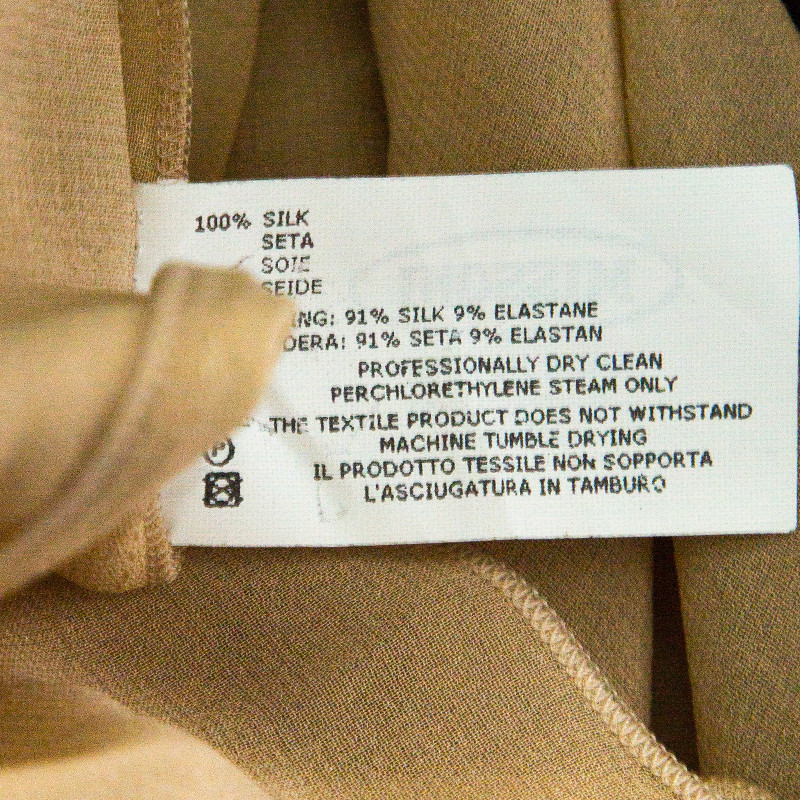 100% SILK
SETA
SOIE
SEIDE
91% SILK 9% ELASTANE
91% SETA 9% ELASTAN
PROFESSIONALLY DRY CLEAN
PERCHLORETHYLENE STEAM ONLY
THE TEXTILE PRODUCT DOES NOT WITHSTAND
MACHINE TUMBLE DRYING
P
IL PRODOTTO TESSILE NON SOPPORTA
L'ASCIUGATURA IN TAMBURO